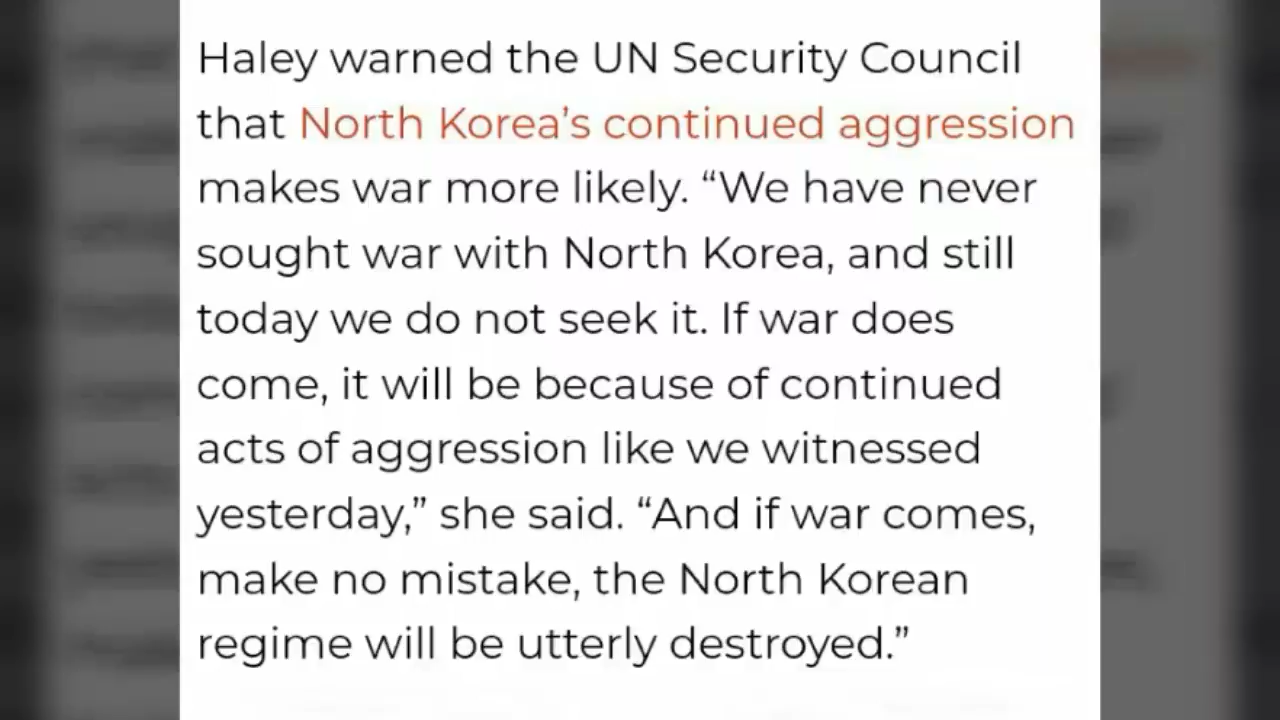 Haley warned the UN Security Council
that North Korea’s continued aggression
makes war more likely. “We have never
sought war with North Korea, and still
today we do not seek it. If war does
come, it will be because of continued
acts of aggression like we witnessed
yesterday,” she said. “And if war comes,
make no mistake, the North Korean
regime will be utterly destroyed.”